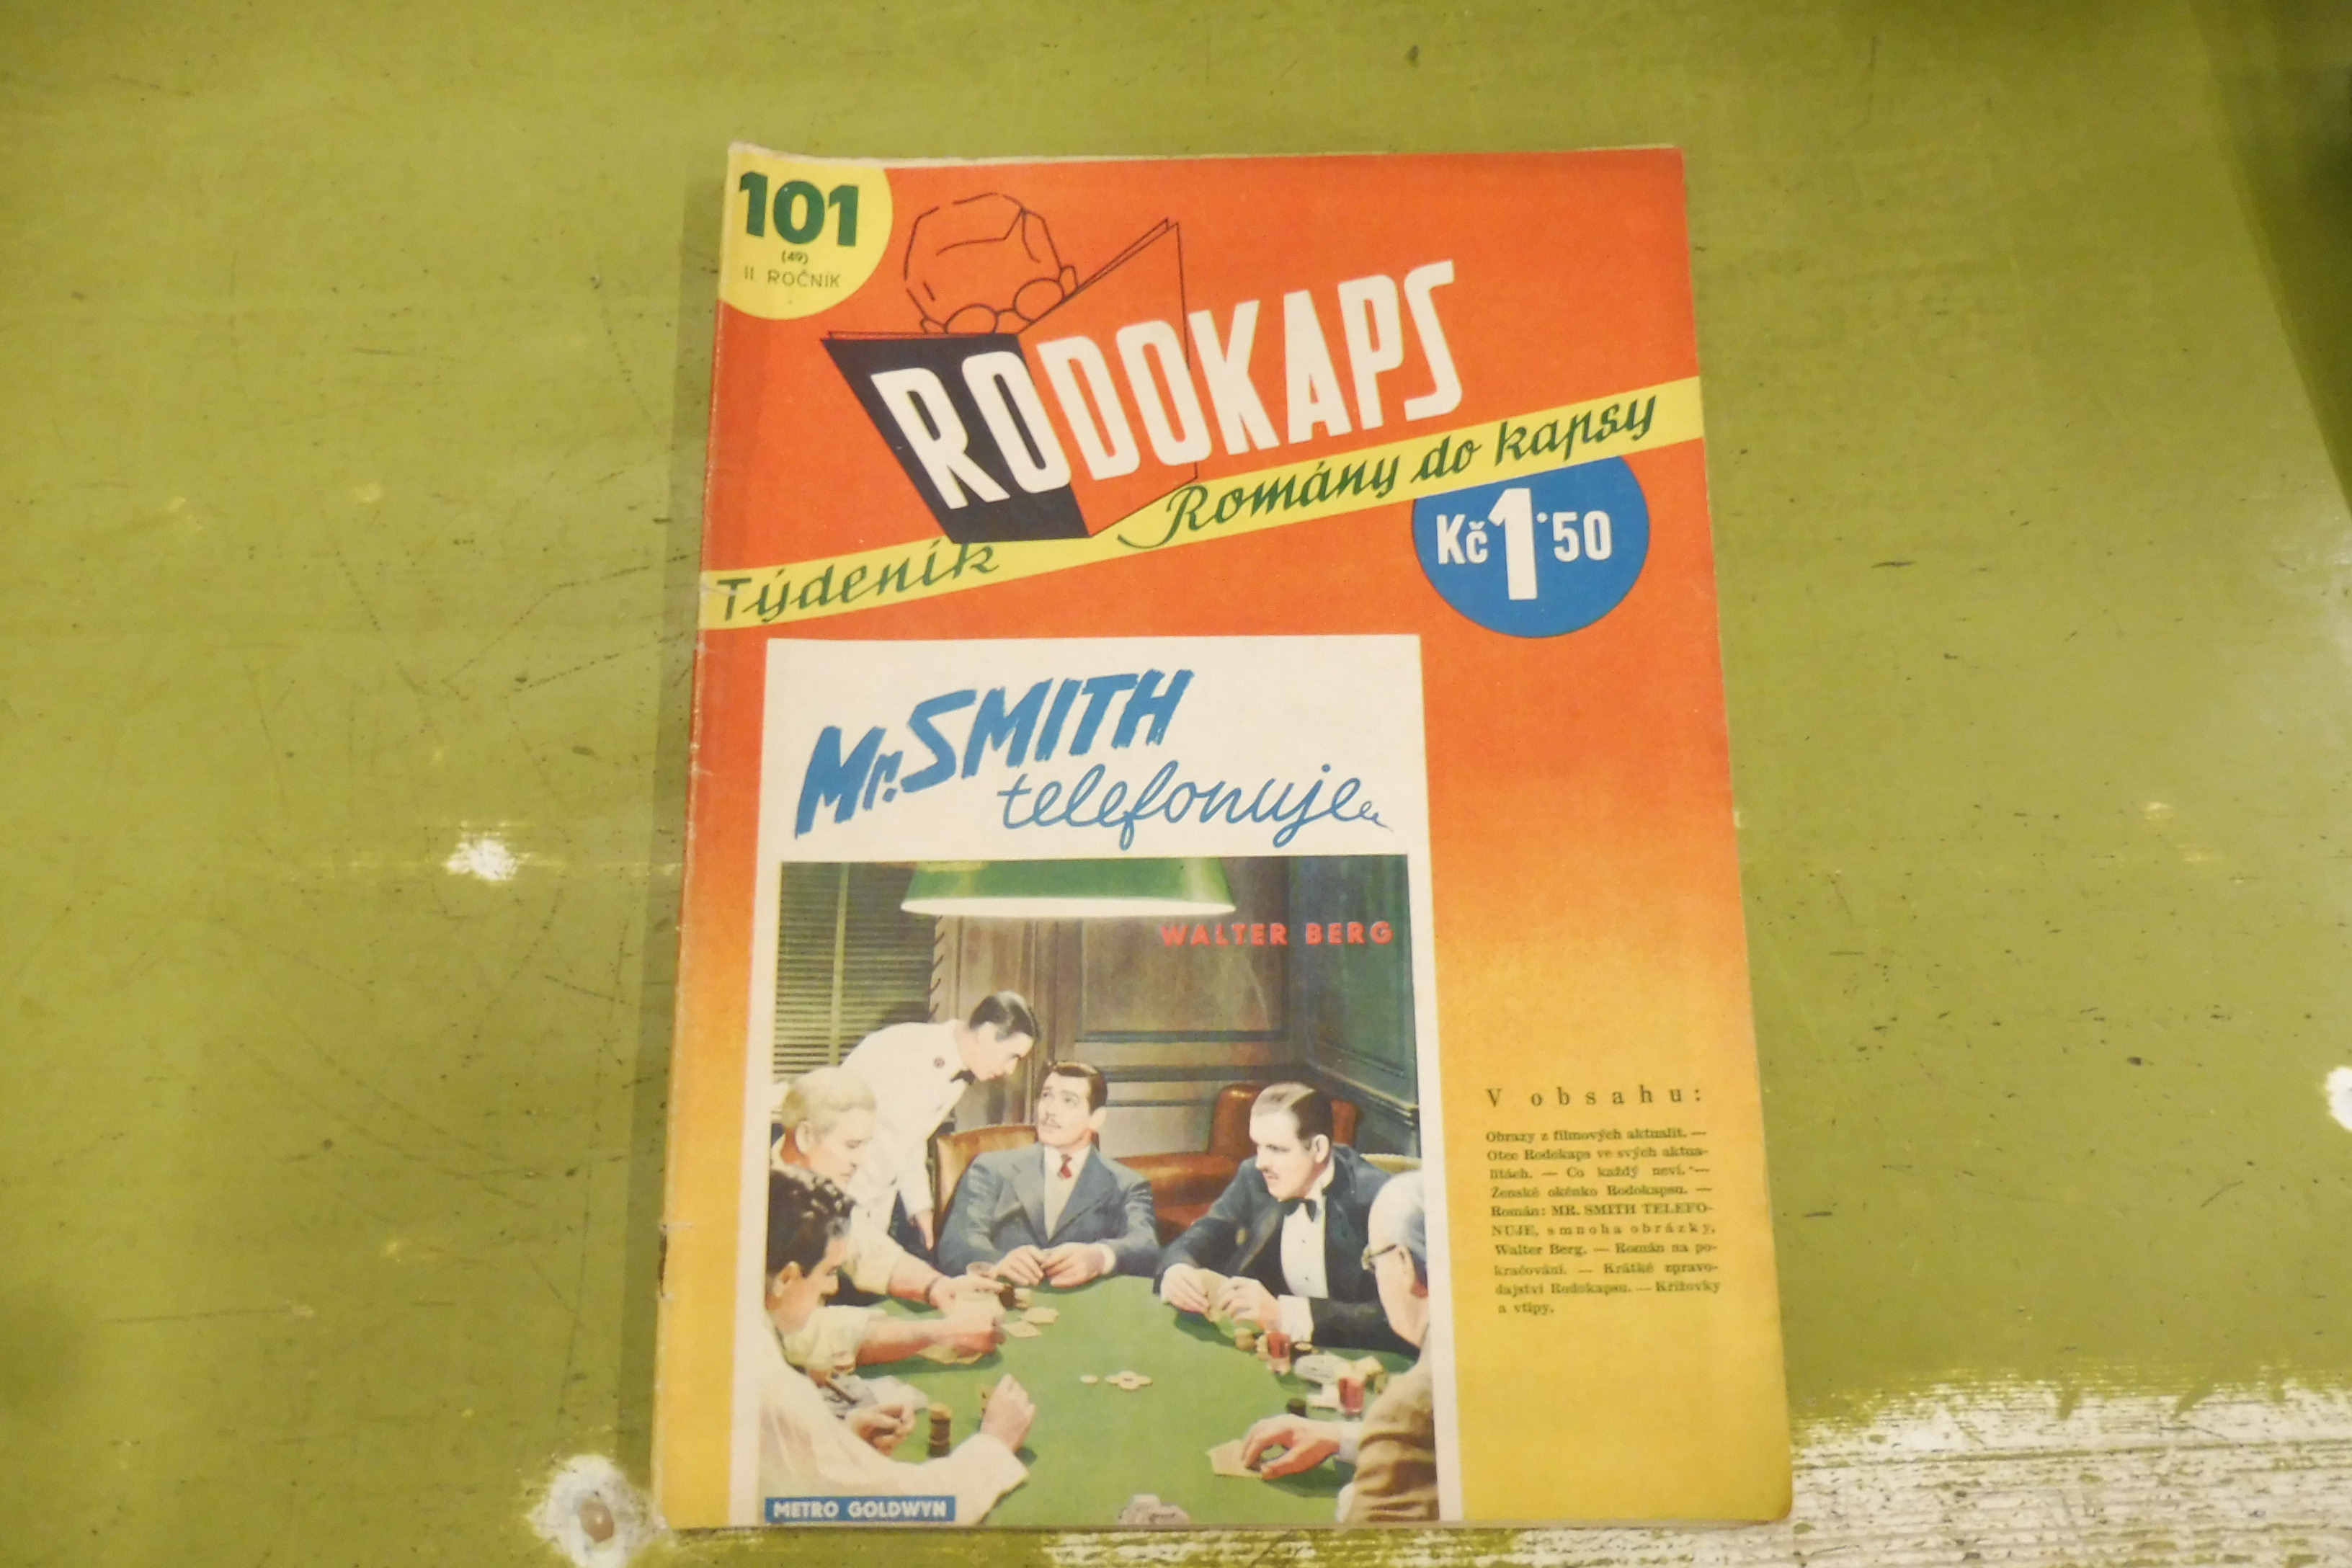 101
(49)
II. ROČNÍK
RODOKAPS
Týdeník Romány do kapsy
Kč 1·50
Mr. SMITH
telefonuje..
WALTER BERG
V obsahu:
Obrazy z filmových aktualit. —
Otec Rodokaps ve svých aktua-
litách. — Co každý neví. —
Ženské okénko Rodokapsu. —
Román: MR. SMITH TELEFO-
NUJE, s mnoha obrázky,
Walter Berg. — Román na po-
kračování. — Krátké zpravo-
dajství Rodokapsu. — Křížovky
a vtipy.
METRO GOLDWYN